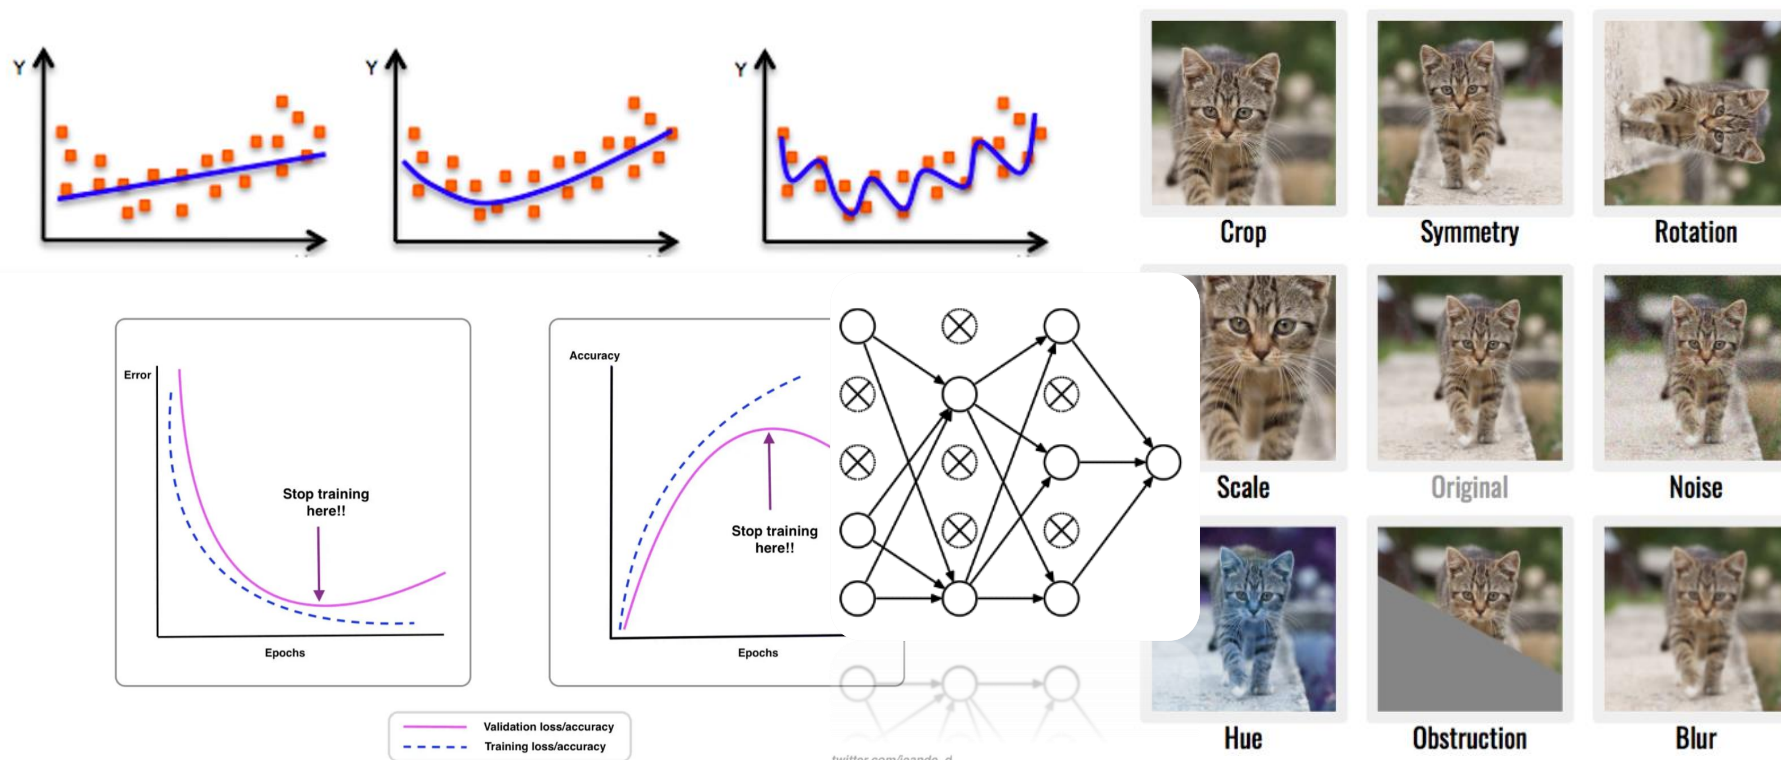 Y
Y
Y
Crop
Symmetry
Rotation
Error
Stop training
here!!
Epochs
Accuracy
Stop training
here!!
Epochs
Validation loss/accuracy
Training loss/accuracy
Scale
Original
Noise
Hue
Obstruction
Blur